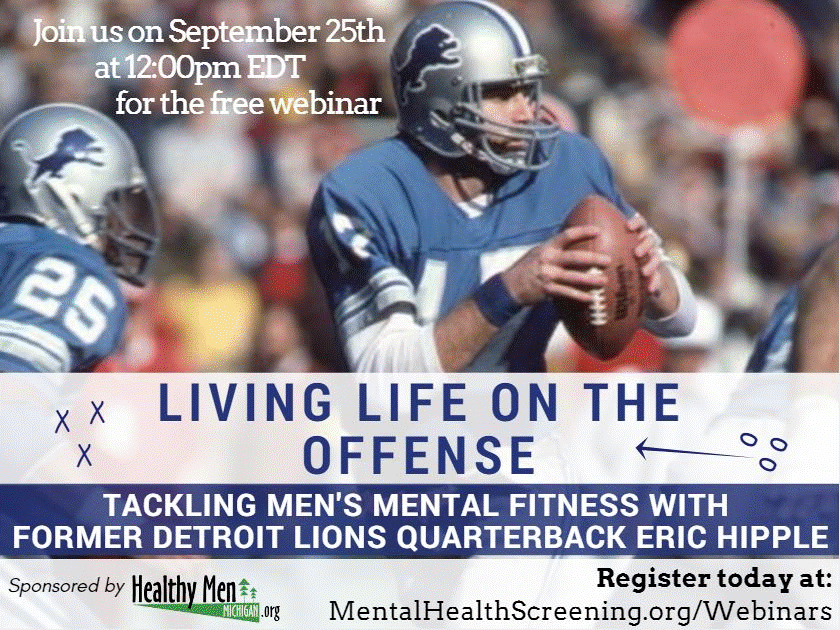 Join us on September 25th
at 12:00pm EDT
for the free webinar
25
LIVING LIFE ON THE
OFFENSE
X X
X
TACKLING MEN'S MENTAL FITNESS WITH
FORMER DETROIT LIONS QUARTERBACK ERIC HIPPLE
Sponsored by Healthy Men
MICHIGAN.org
Register today at:
MentalHealthScreening.org/Webinars